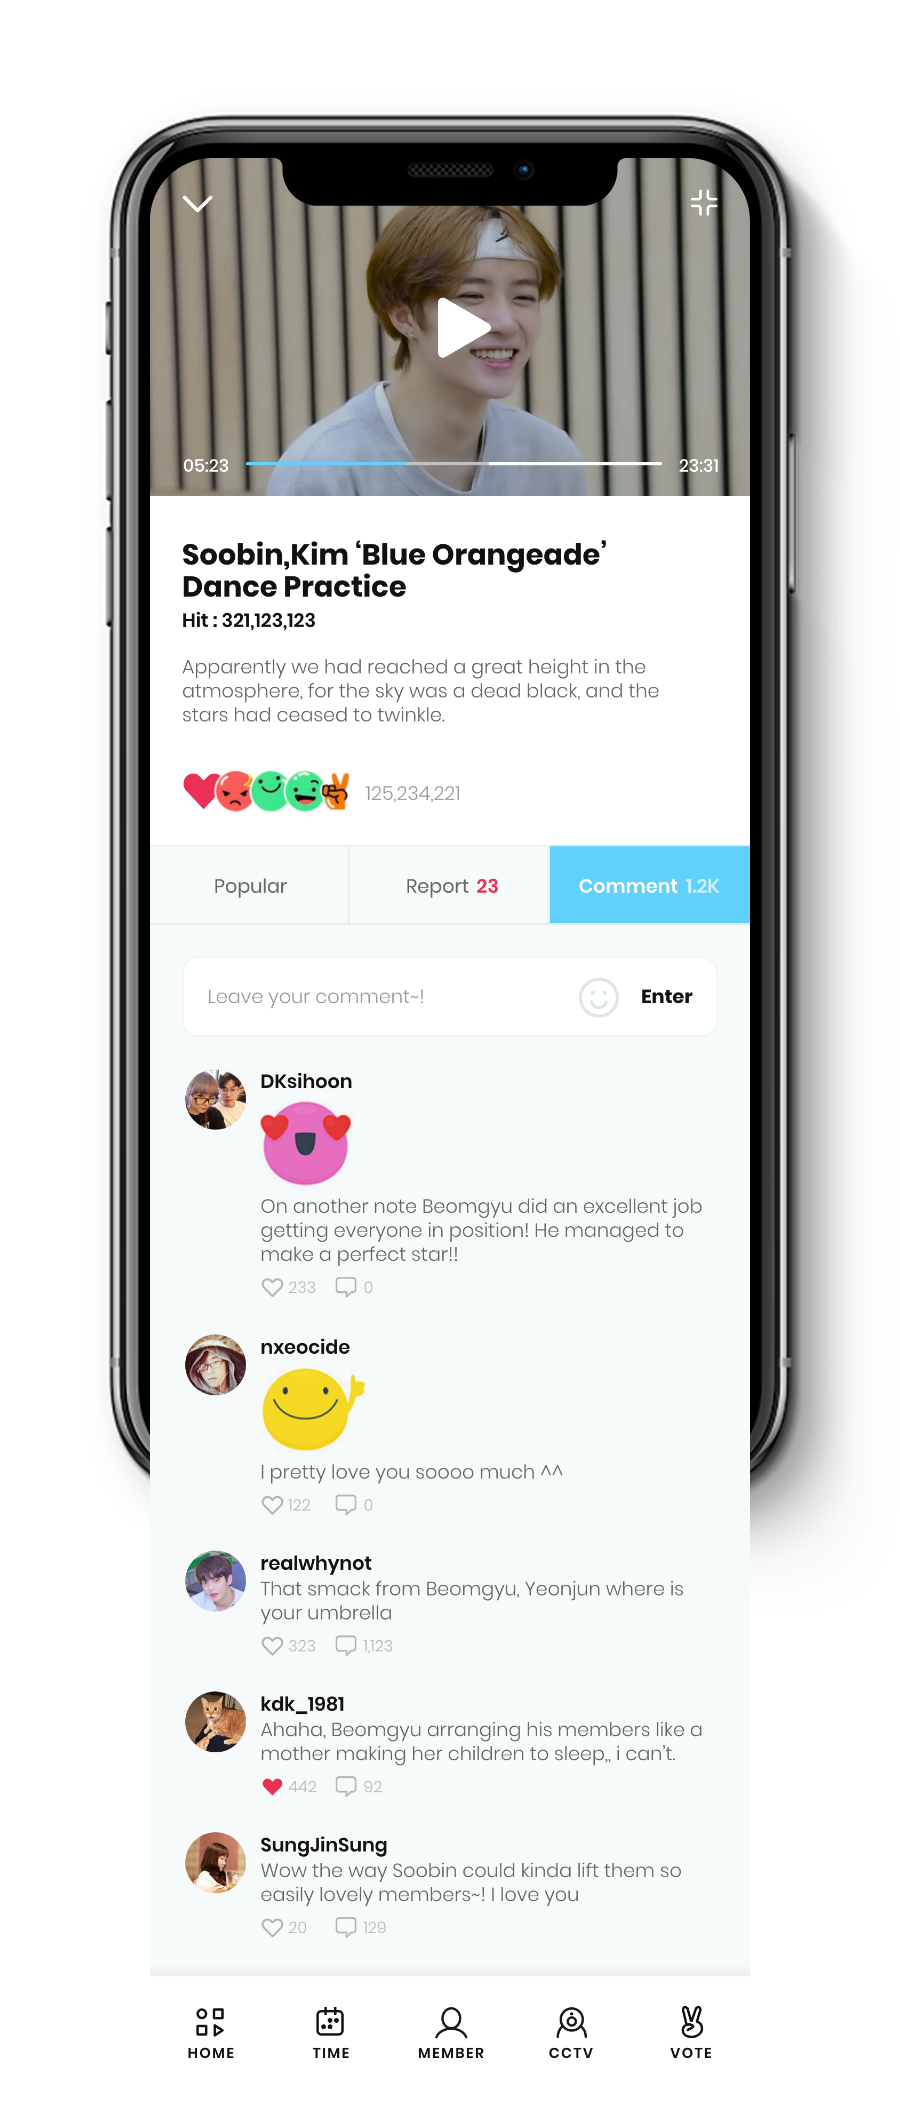 05:23
23:31
Soobin,Kim ‘Blue Orangeade’
Dance Practice
Hit : 321,123,123
Apparently we had reached a great height in the
atmosphere, for the sky was a dead black, and the
stars had ceased to twinkle.
125,234,221
Popular
Report 23
Comment 1.2K
Leave your comment~!
Enter
DKsihoon
On another note Beomgyu did an excellent job
getting everyone in position! He managed to
make a perfect star!!
233 0
nxeocide
I pretty love you soooo much ^^
122 0
realwhynot
That smack from Beomgyu, Yeonjun where is
your umbrella
323 1,123
kdk_1981
Ahaha, Beomgyu arranging his members like a
mother making her children to sleep,, i can’t.
442 92
SungJinSung
Wow the way Soobin could kinda lift them so
easily lovely members~! I love you
20 129
HOME
TIME
MEMBER
CCTV
VOTE